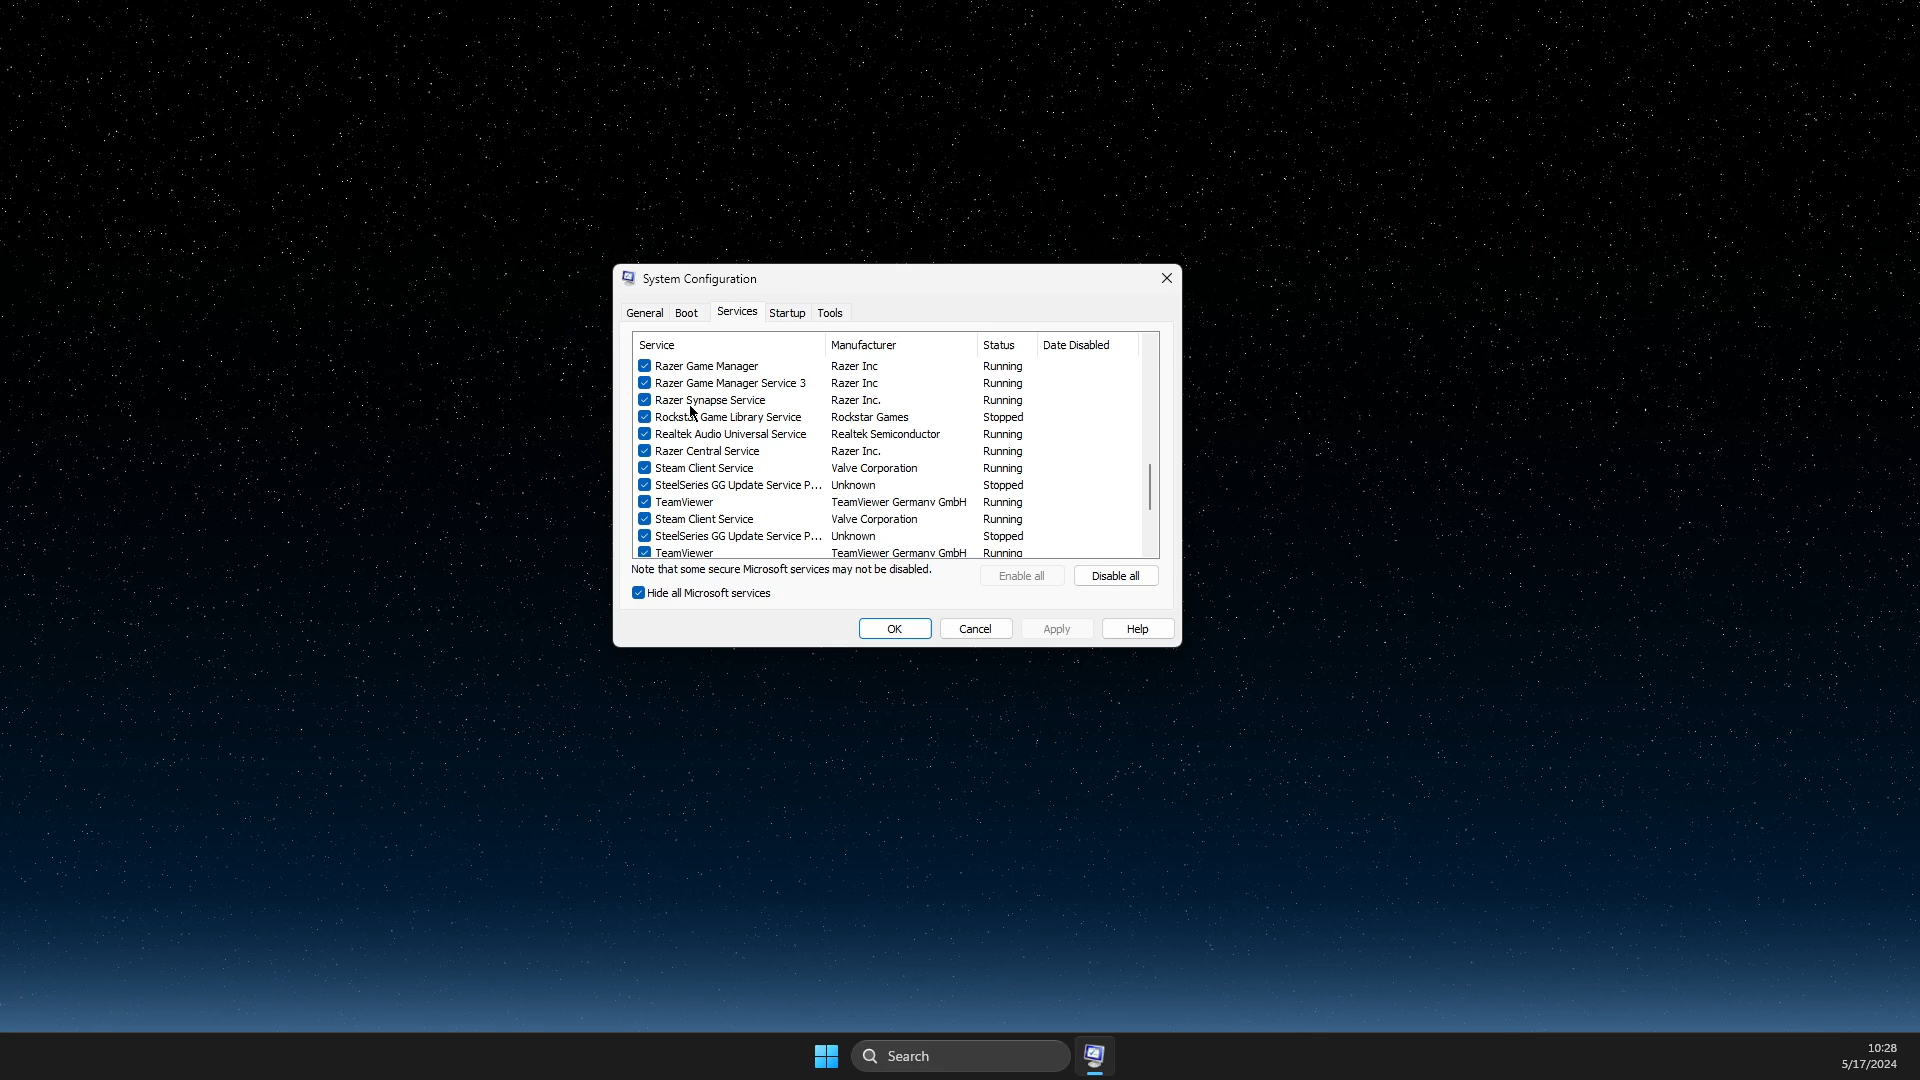 System Configuration
General Boot Services Startup Tools
Service Manufacturer Status Date Disabled
Razer Game Manager Razer Inc Running
Razer Game Manager Service 3 Razer Inc Running
Razer Synapse Service Razer Inc. Running
Rockstar Game Library Service Rockstar Games Stopped
Realtek Audio Universal Service Realtek Semiconductor Running
Razer Central Service Razer Inc. Running
Steam Client Service Valve Corporation Running
SteelSeries GG Update Service P... Unknown Stopped
TeamViewer TeamViewer Germany GmbH Running
Steam Client Service Valve Corporation Running
SteelSeries GG Update Service P... Unknown Stopped
TeamViewer TeamViewer Germany GmbH Running
Note that some secure Microsoft services may not be disabled. Enable all Disable all
Hide all Microsoft services
OK Cancel Apply Help
Search
10:28
5/17/2024